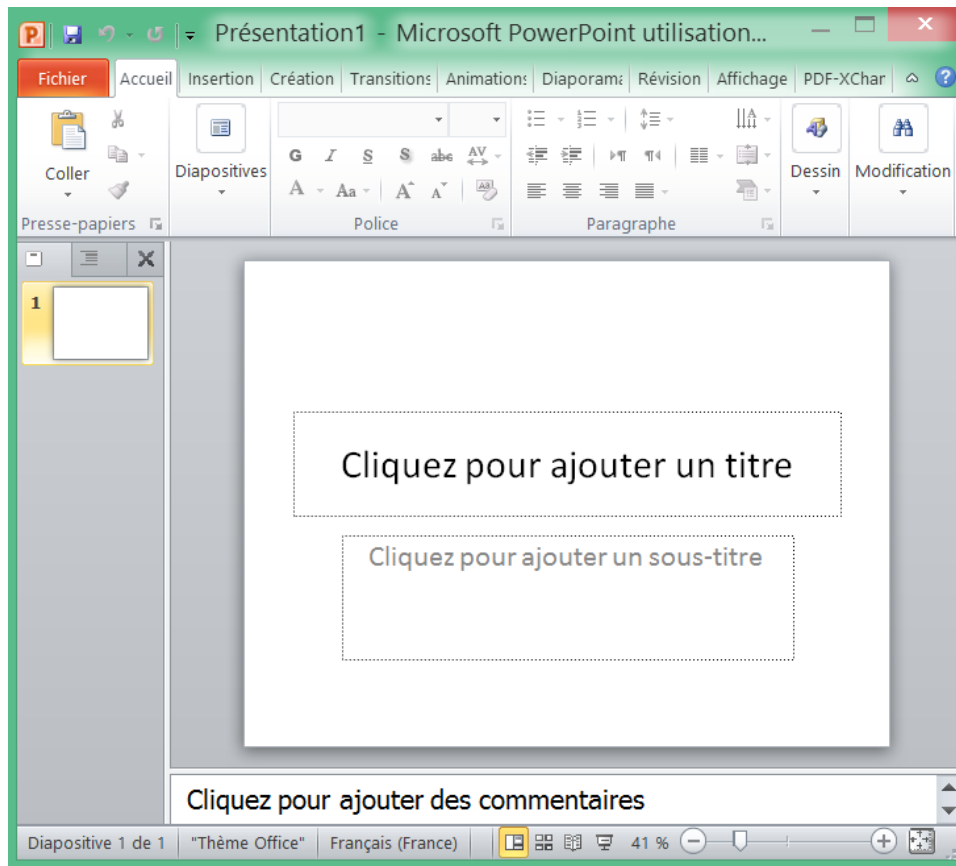 Présentation1 - Microsoft PowerPoint utilisation...
Fichier Accueil Insertion Création Transitions Animations Diaporama Révision Affichage PDF-XChar
Coller
Diapositives
G I S S abc AV
A Aa A A
Dessin Modification
Presse-papiers Police Paragraphe
1
Cliquez pour ajouter un titre
Cliquez pour ajouter un sous-titre
Cliquez pour ajouter des commentaires
Diapositive 1 de 1 "Thème Office" Français (France) 41 %